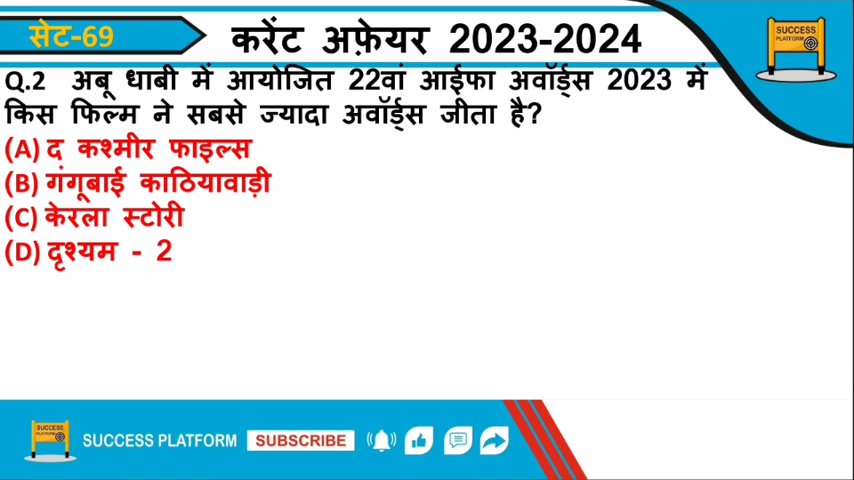 सेट-69
करेंट अफ़ेयर 2023-2024
SUCCESS
PLATFORM
Q.2 अबू धाबी में आयोजित 22वां आईफा अवॉर्ड्स 2023 में
किस फिल्म ने सबसे ज्यादा अवॉर्ड्स जीता है?
(A) द कश्मीर फाइल्स
(B) गंगूबाई काठियावाड़ी
(C) केरला स्टोरी
(D) दृश्यम - 2
SUCCESS
PLATFORM
SUCCESS PLATFORM
SUBSCRIBE